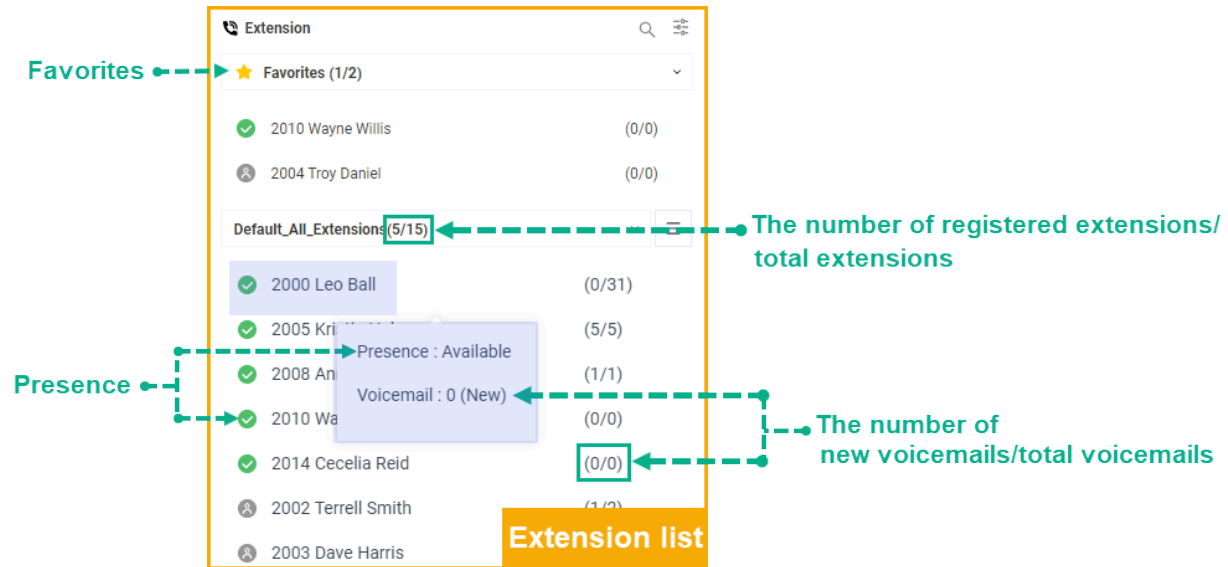 Extension
Favorites
Favorites (1/2)
2010 Wayne Willis (0/0)
2004 Troy Daniel (0/0)
Default_All_Extensions(5/15)
The number of registered extensions/
total extensions
2000 Leo Ball (0/31)
2005 (5/5)
Presence : Available
Presence
2008 (1/1)
Voicemail : 0 (New)
2010 (0/0)
The number of
new voicemails/total voicemails
2014 Cecelia Reid (0/0)
2002 Terrell Smith (1/2)
2003 Dave Harris
Extension list